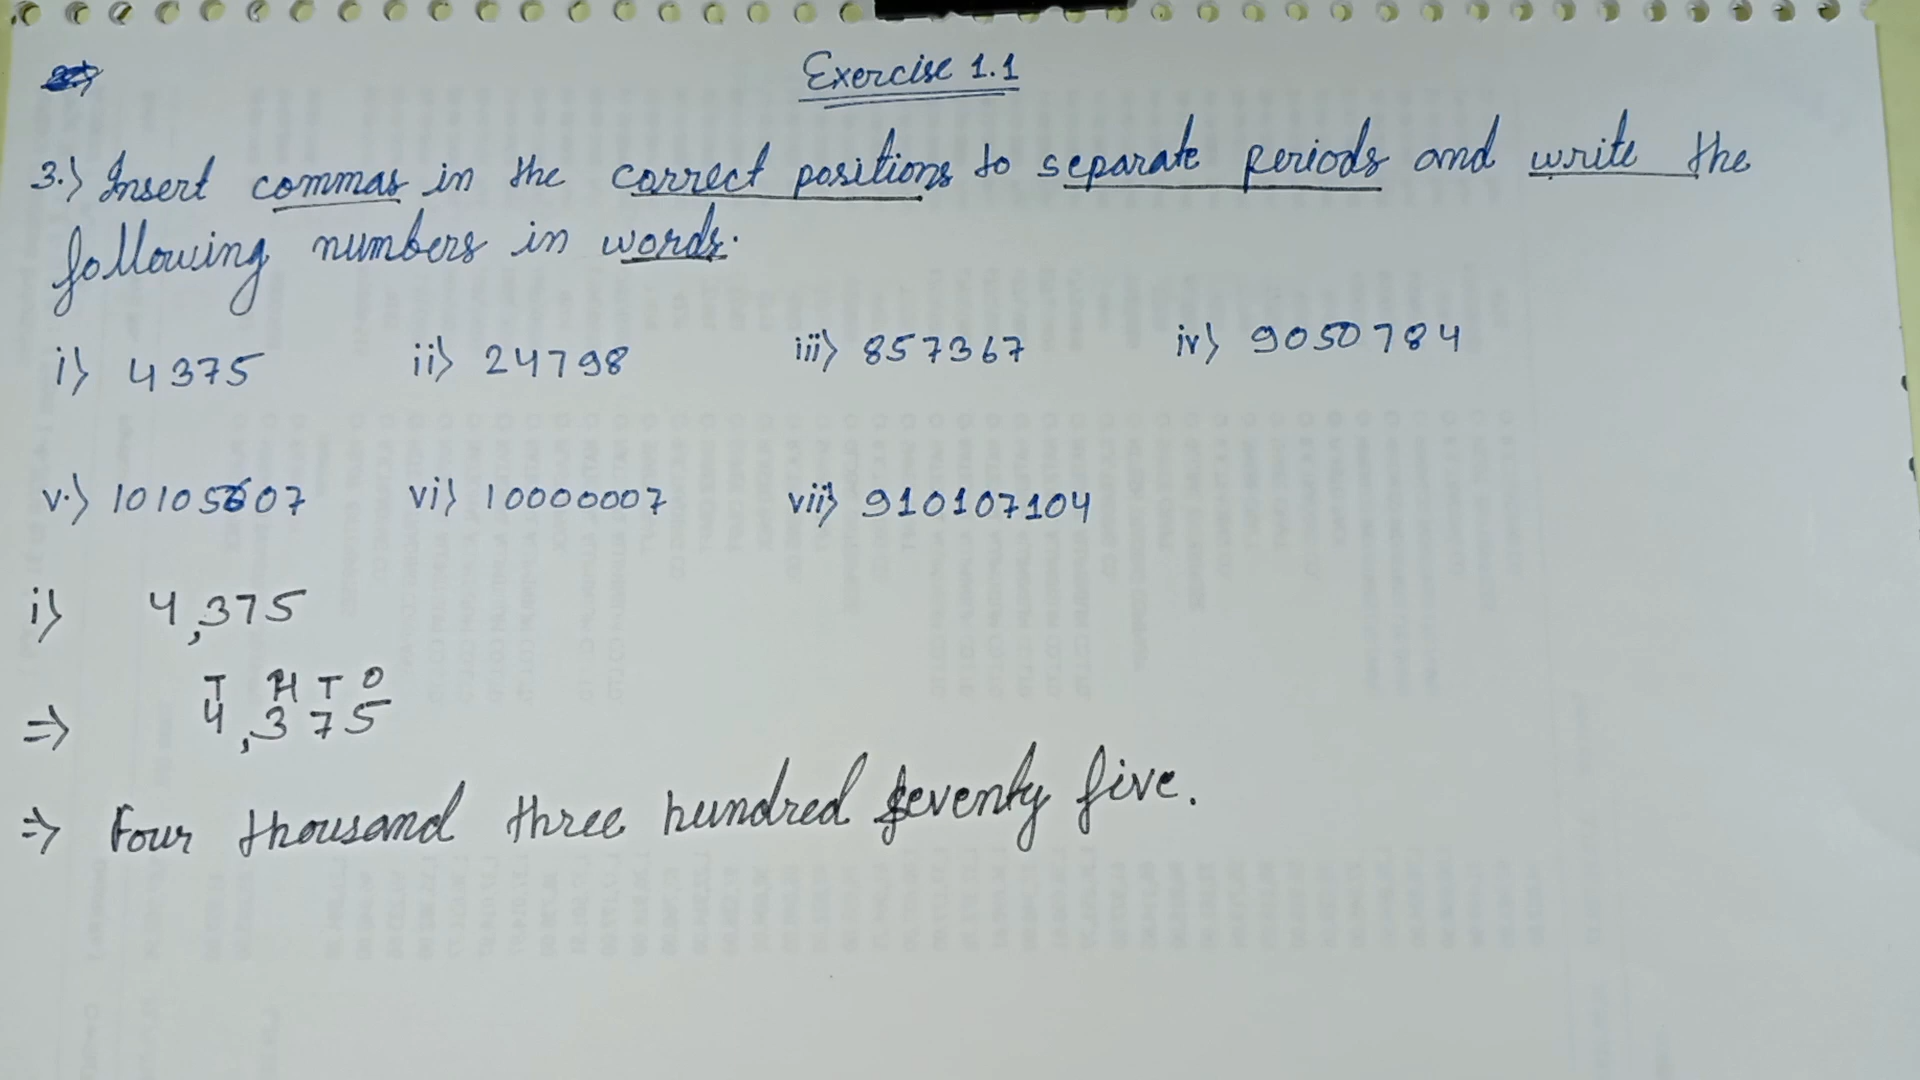 Exercise 1.1
3.) Insert commas in the correct positions to separate periods and write the
following numbers in words.
i) 4375 ii) 24798 iii) 857367 iv) 9050784
v.) 10105607 vi) 10000007 vii) 910107104
i) 4,375
T H T O
⇒ 4,375
⇒ Four thousand three hundred seventy five.